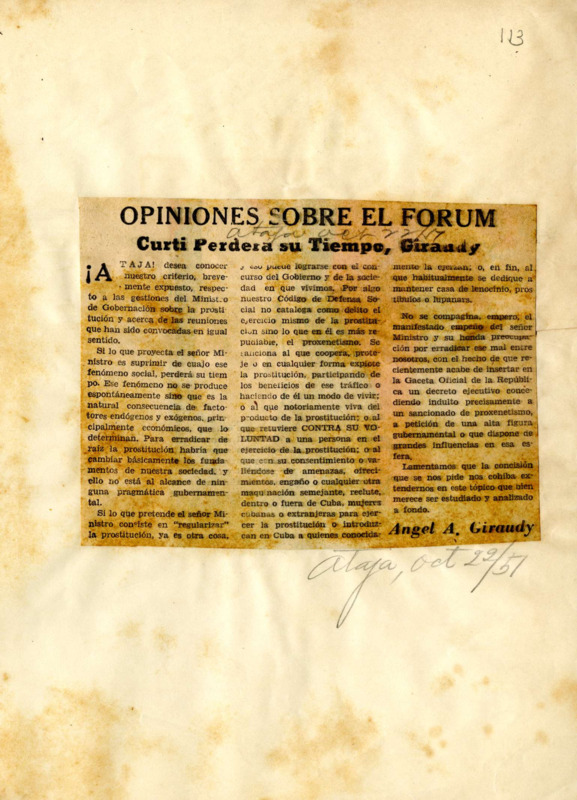 113
OPINIONES SOBRE EL FORUM
Ataja oct 22/51
Curti Perdera su Tiempo, Giraudy
¡ATAJA! desea conocer
nuestro criterio, breve-
mente expuesto, respec-
to a las gestiones del Ministro
de Gobernación sobre la prosti
tución y acerca de las reuniones
que han sido convocadas en igual
sentido.
Si lo que proyecta el señor Mi-
nistro es suprimir de cuajo ese
fenómeno social, perderá su tiem
po. Ese fenómeno no se produce
espontáneamente sino que es la
natural consecuencia de facto-
res endógenos y exógenos, prin-
cipalmente económicos, que lo
determinan. Para erradicar de
raíz la prostitución habría que
cambiar básicamente los funda-
mentos de nuestra sociedad, y
ello no está al alcance de nin-
guna pragmática gubernamen-
tal.
Si lo que pretende el señor Mi-
nistro consiste en "regularizar"
la prostitución, ya es otra cosa,
y eso puede lograrse con el con-
curso del Gobierno y de la socie-
dad en que vivimos. Por algo
nuestro Código de Defensa So-
cial no cataloga como delito el
ejercicio mismo de la prostitu-
ción sino lo que en él es más re-
pudiable, el proxenetismo. Se
sanciona al que coopera, prote-
je o en cualquier forma explote
la prostitución, participando de
los beneficios de ese tráfico o
haciendo de él un modo de vivir;
o al que notoriamente viva del
producto de la prostitución; o al
que retuviere CONTRA SU VO-
LUNTAD a una persona en el
ejercicio de la prostitución; o al
que con su consentimiento o va-
liéndose de amenazas, ofreci-
mientos, engaño o cualquier otra
maquinación semejante, reclute,
dentro o fuera de Cuba, mujeres
cubanas o extranjeras para ejer-
cer la prostitución o introduz-
can en Cuba a quienes conocida-
mente la ejerzan; o, en fin, al
que habitualmente se dedique a
mantener casa de lenocinio, pros
tíbulos o lupanars.
No se compagina, empero, el
manifestado empeño del señor
Ministro y su honda preocupa-
ción por erradicar ese mal entre
nosotros, con el hecho de que re-
cientemente acabe de insertar en
la Gaceta Oficial de la Repúbli-
ca un decreto ejecutivo conce-
diendo indulto precisamente a
un sancionado de proxenetismo,
a petición de una alta figura
gubernamental o que dispone de
grandes influencias en esa es-
fera.
Lamentamos que la concisión
que se nos pide nos cohiba ex-
tendernos en este tópico que bien
merece ser estudiado y analizado
a fondo.
Angel A. Giraudy
Ataja, oct 22/51